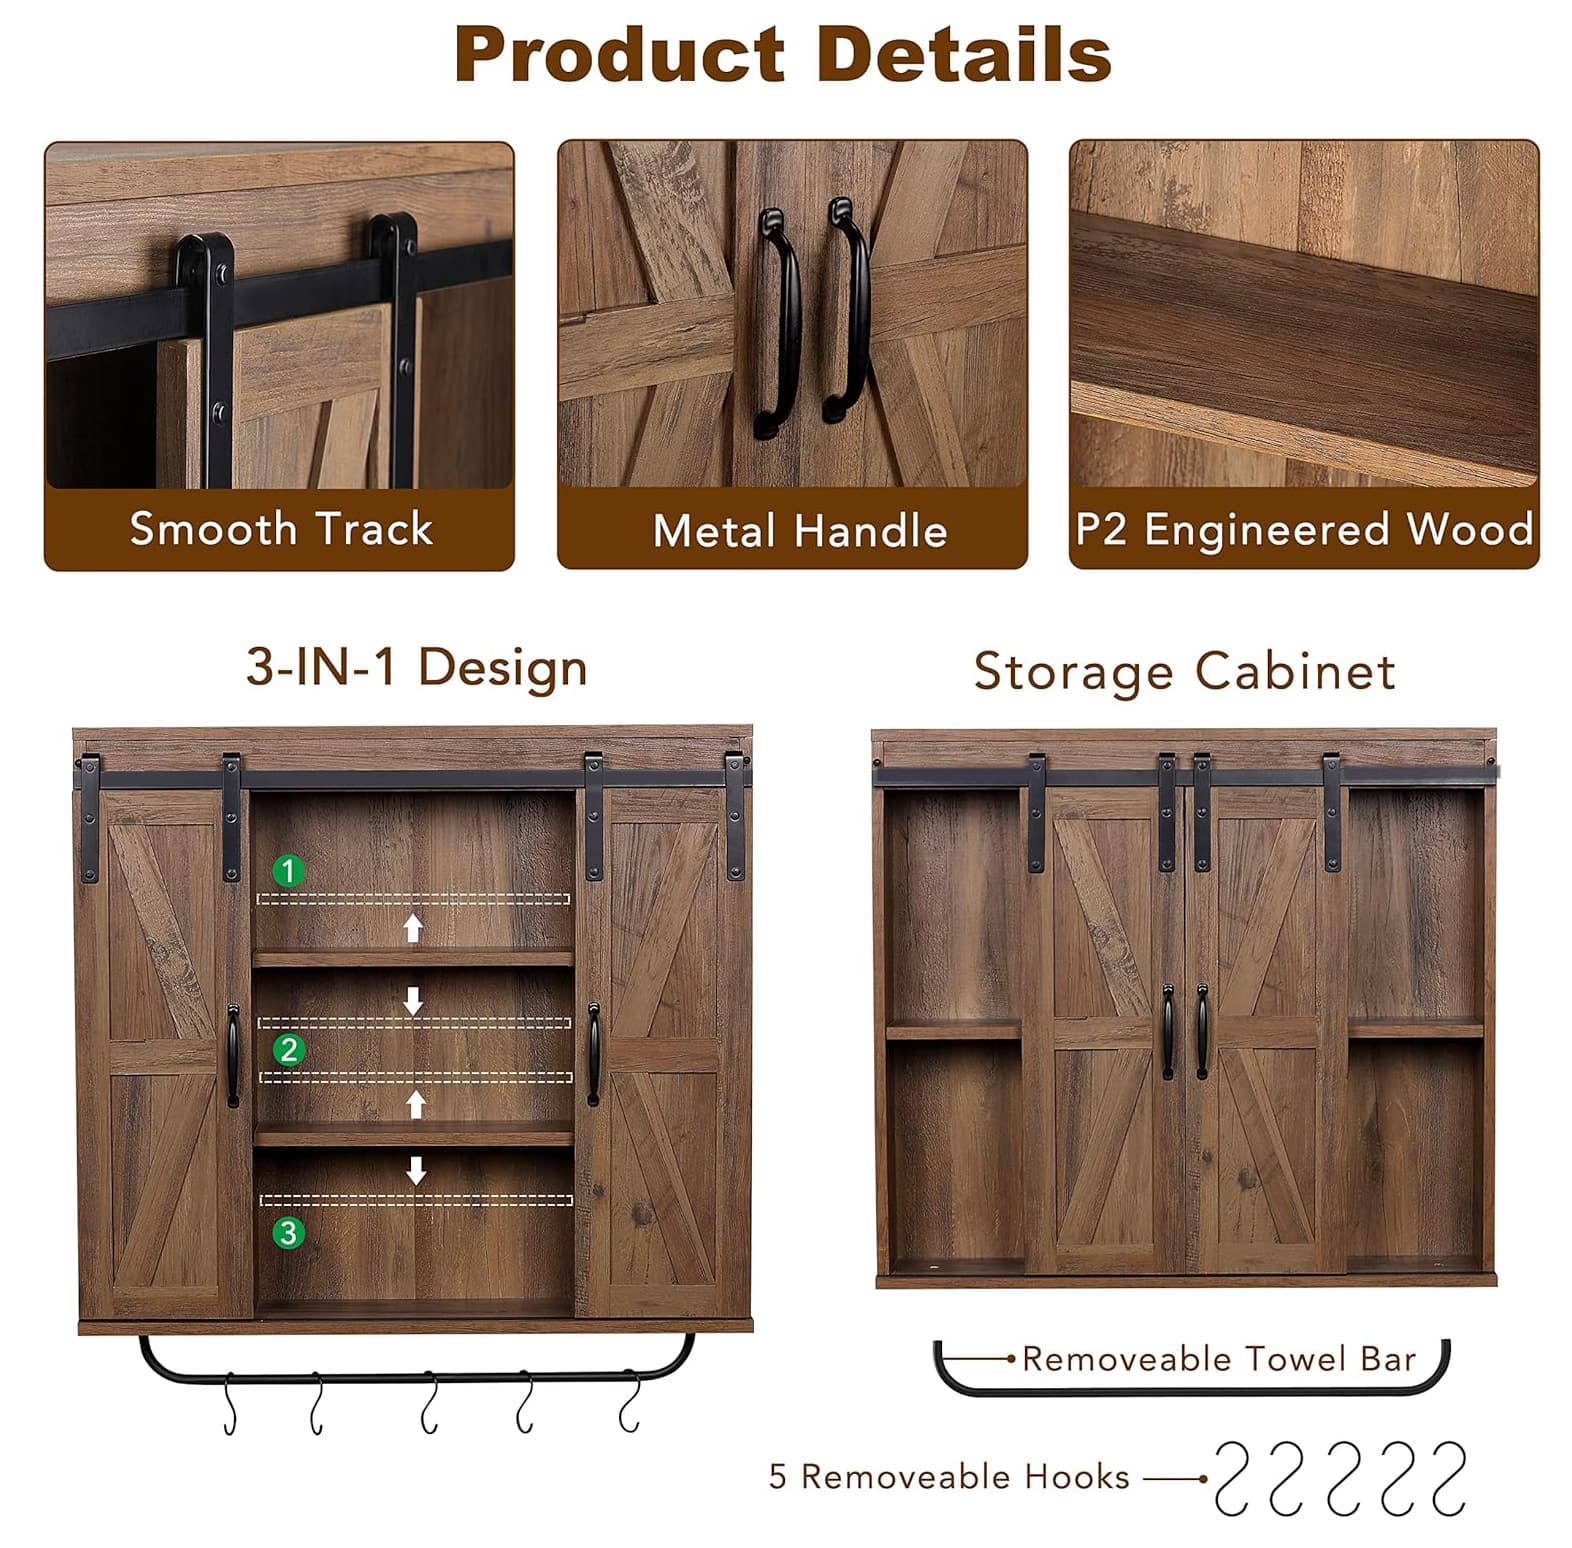 Product Details
Smooth Track
Metal Handle
P2 Engineered Wood
3-IN-1 Design
Storage Cabinet
1
2
3
Removeable Towel Bar
5 Removeable Hooks